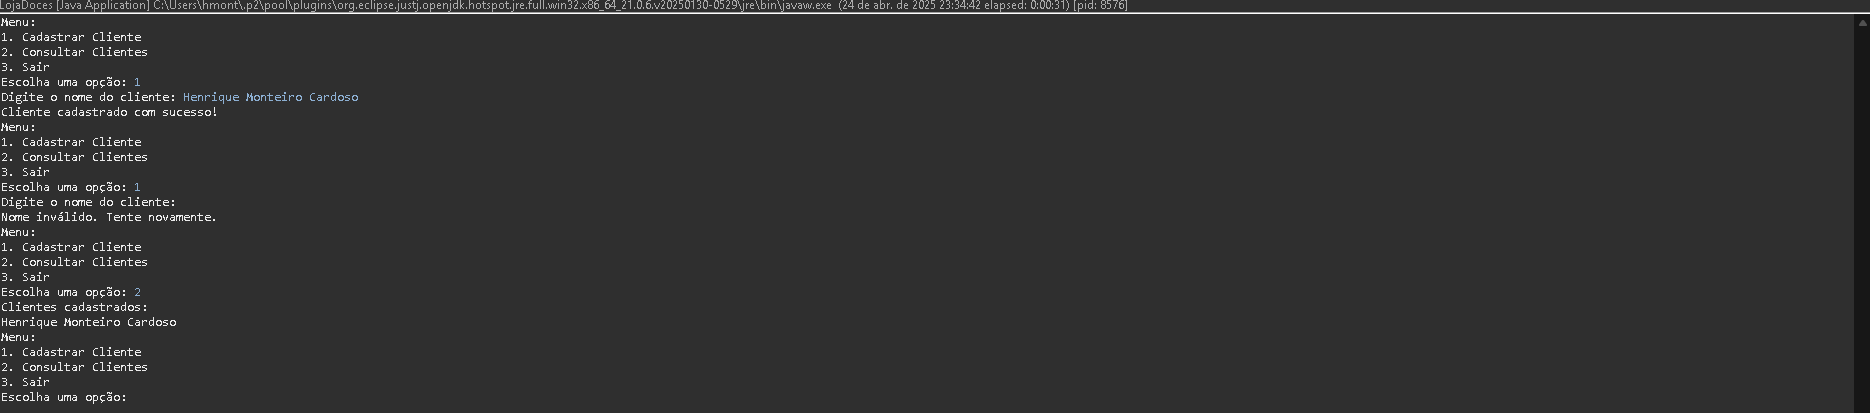 LojaDoces [Java Application] C:\Users\hmont\.p2\pool\plugins\org.eclipse.justj.openjdk.hotspot.jre.full.win32.x86_64_21.0.6.v20250130-0529\jre\bin\javaw.exe (24 de abr. de 2025 23:34:42 elapsed: 0:00:31) [pid: 8576]
Menu:
1. Cadastrar Cliente
2. Consultar Clientes
3. Sair
Escolha uma opção: 1
Digite o nome do cliente: Henrique Monteiro Cardoso
Cliente cadastrado com sucesso!
Menu:
1. Cadastrar Cliente
2. Consultar Clientes
3. Sair
Escolha uma opção: 1
Digite o nome do cliente:
Nome inválido. Tente novamente.
Menu:
1. Cadastrar Cliente
2. Consultar Clientes
3. Sair
Escolha uma opção: 2
Clientes cadastrados:
Henrique Monteiro Cardoso
Menu:
1. Cadastrar Cliente
2. Consultar Clientes
3. Sair
Escolha uma opção: